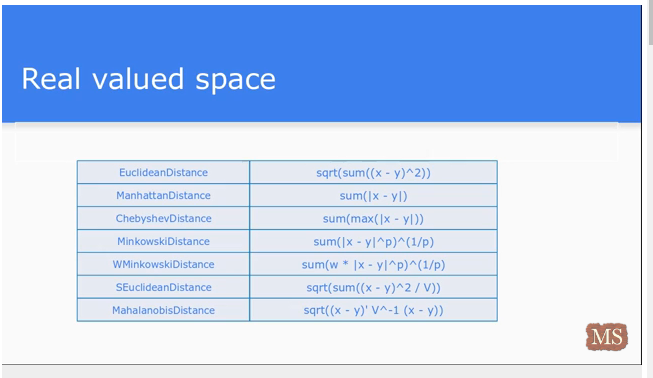 Real valued space
EuclideanDistance sqrt(sum((x - y)^2))
ManhattanDistance sum(|x - y|)
ChebyshevDistance sum(max(|x - y|))
MinkowskiDistance sum(|x - y|^p)^(1/p)
WMinkowskiDistance sum(w * |x - y|^p)^(1/p)
SEuclideanDistance sqrt(sum((x - y)^2 / V))
MahalanobisDistance sqrt((x - y)' V^-1 (x - y))
MS